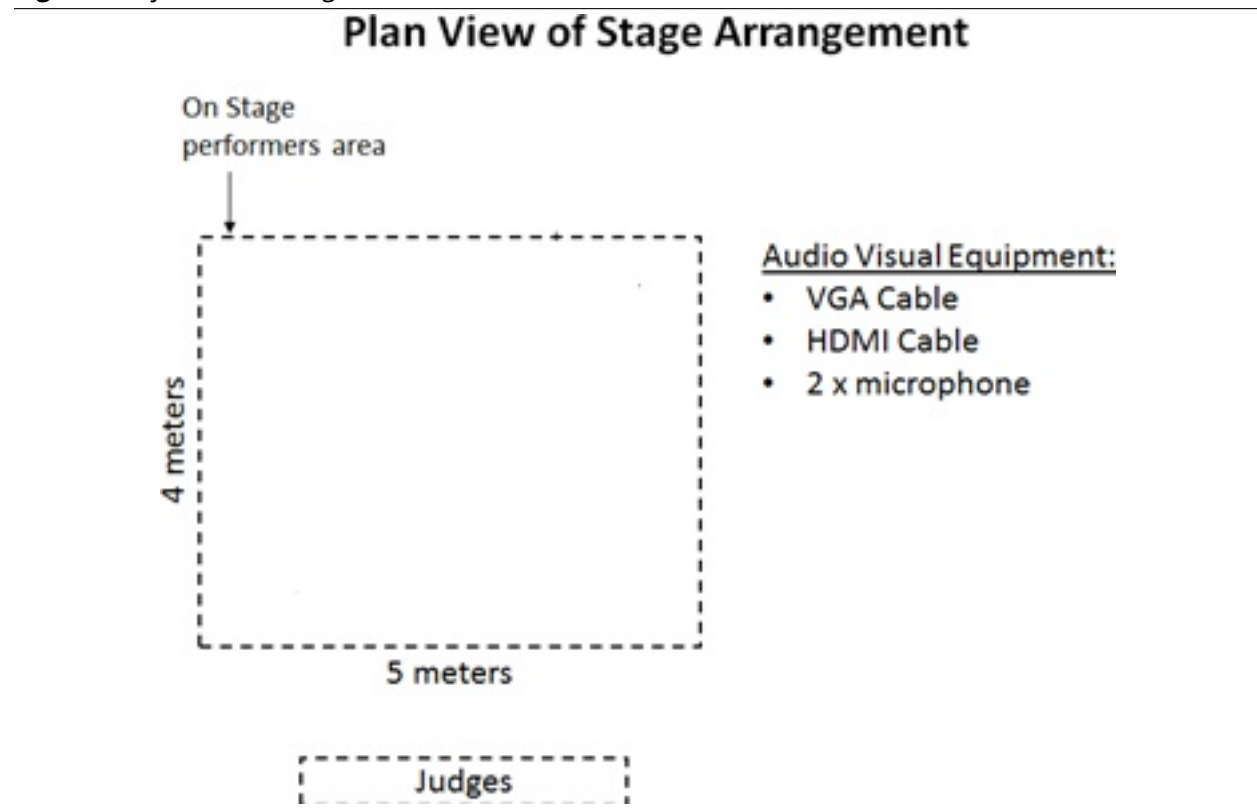 Plan View of Stage Arrangement
On Stage
performers area
Audio Visual Equipment:
• VGA Cable
• HDMI Cable
• 2 x microphone
4 meters
5 meters
Judges